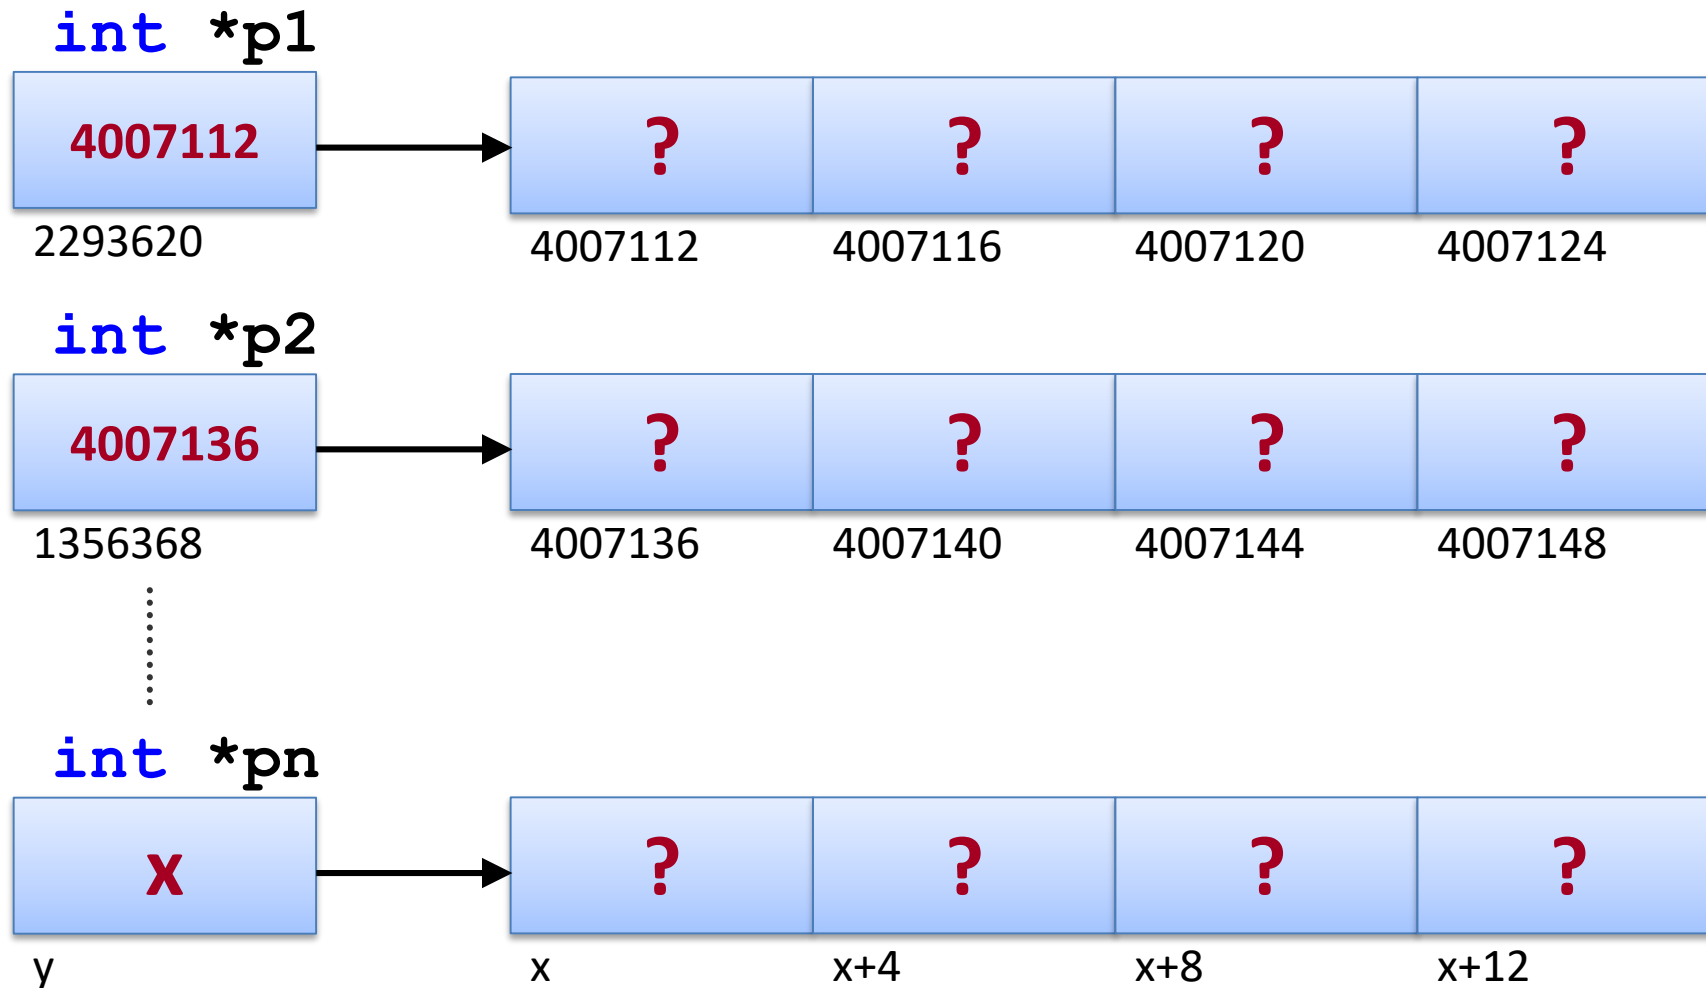 int *p1
4007112 ? ? ? ?
2293620 4007112 4007116 4007120 4007124
int *p2
4007136 ? ? ? ?
1356368 4007136 4007140 4007144 4007148
int *pn
x ? ? ? ?
y x x+4 x+8 x+12